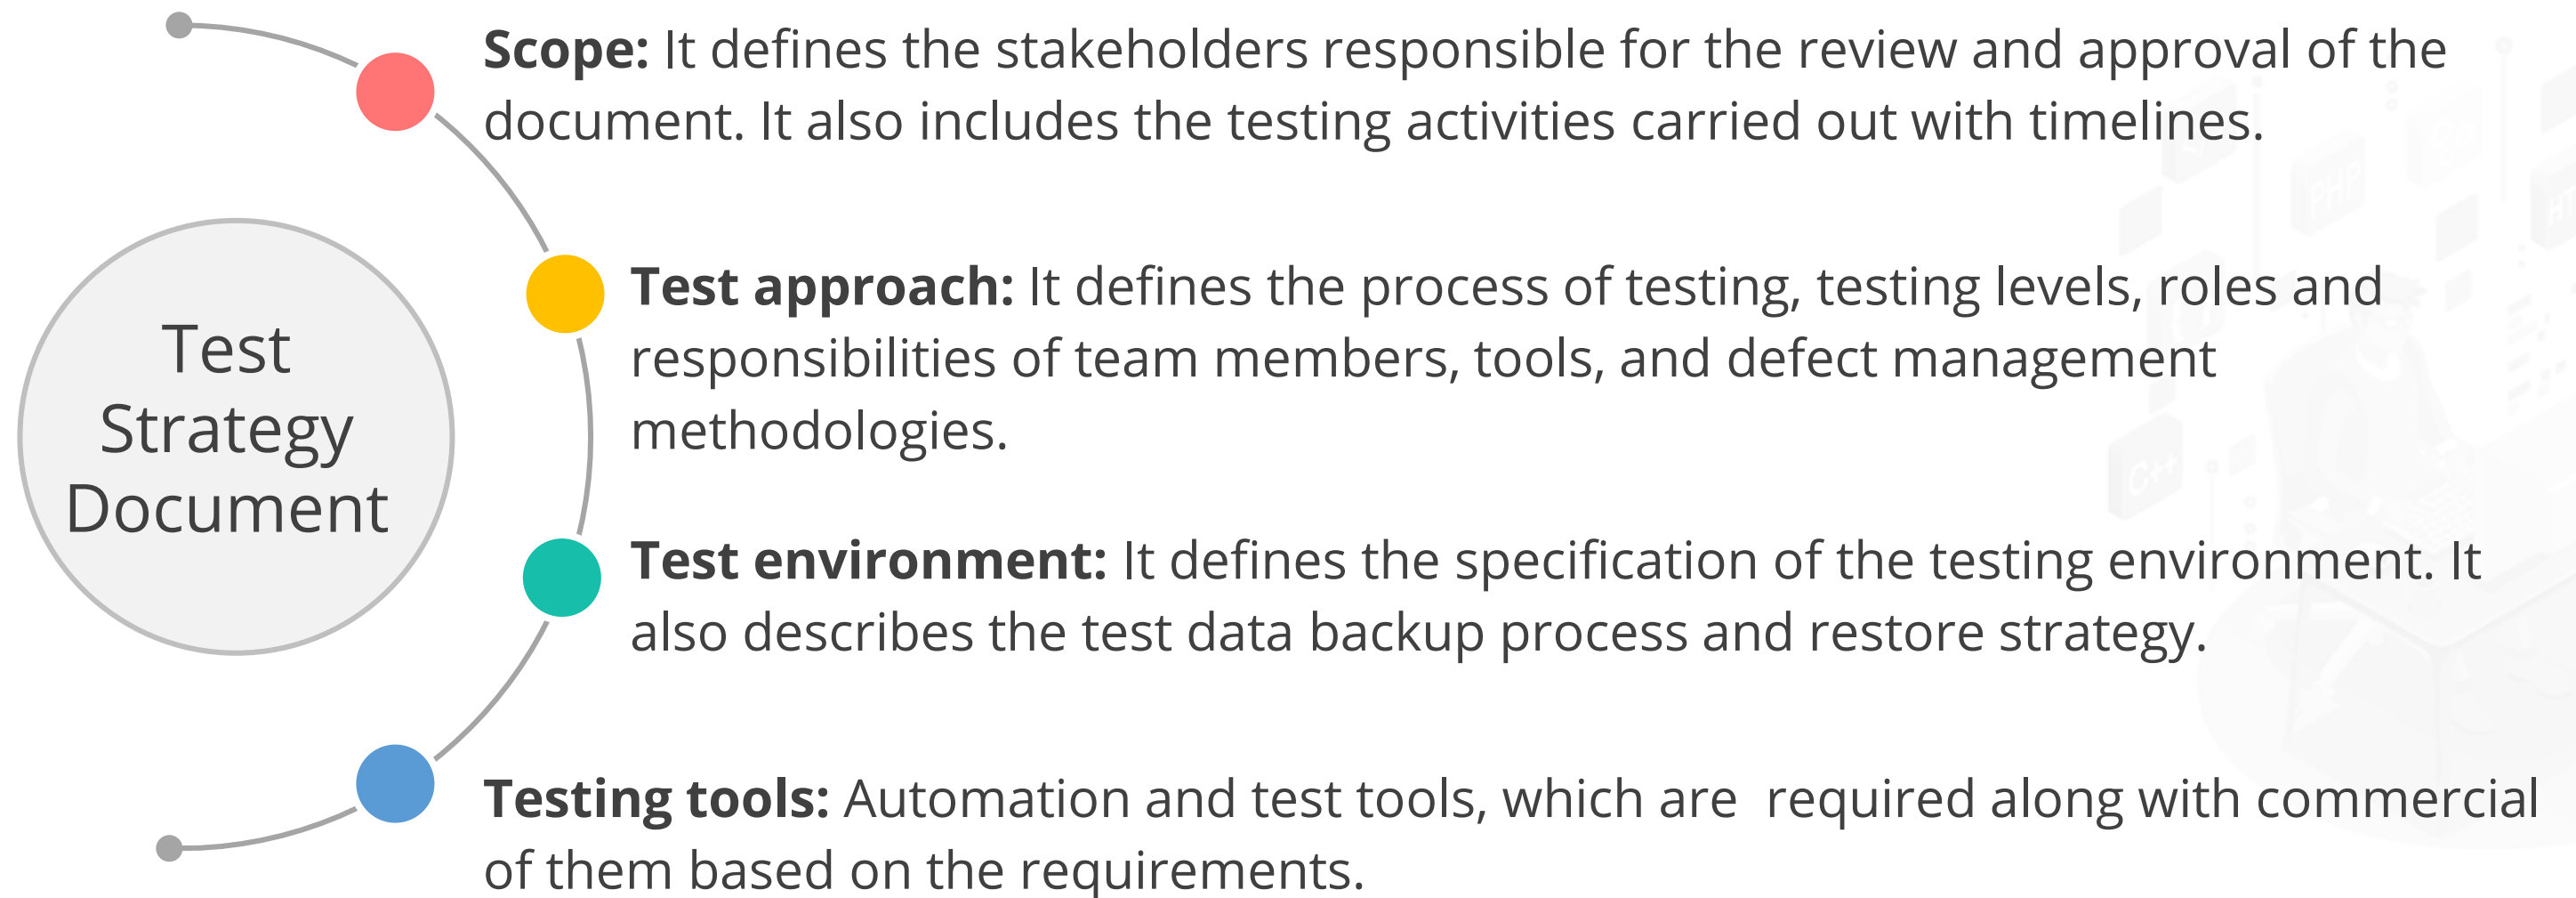 Scope: It defines the stakeholders responsible for the review and approval of the
document. It also includes the testing activities carried out with timelines.
Test approach: It defines the process of testing, testing levels, roles and
responsibilities of team members, tools, and defect management
methodologies.
Test
Strategy
Document
Test environment: It defines the specification of the testing environment. It
also describes the test data backup process and restore strategy.
Testing tools: Automation and test tools, which are  required along with commercial
of them based on the requirements.
PHP
C++